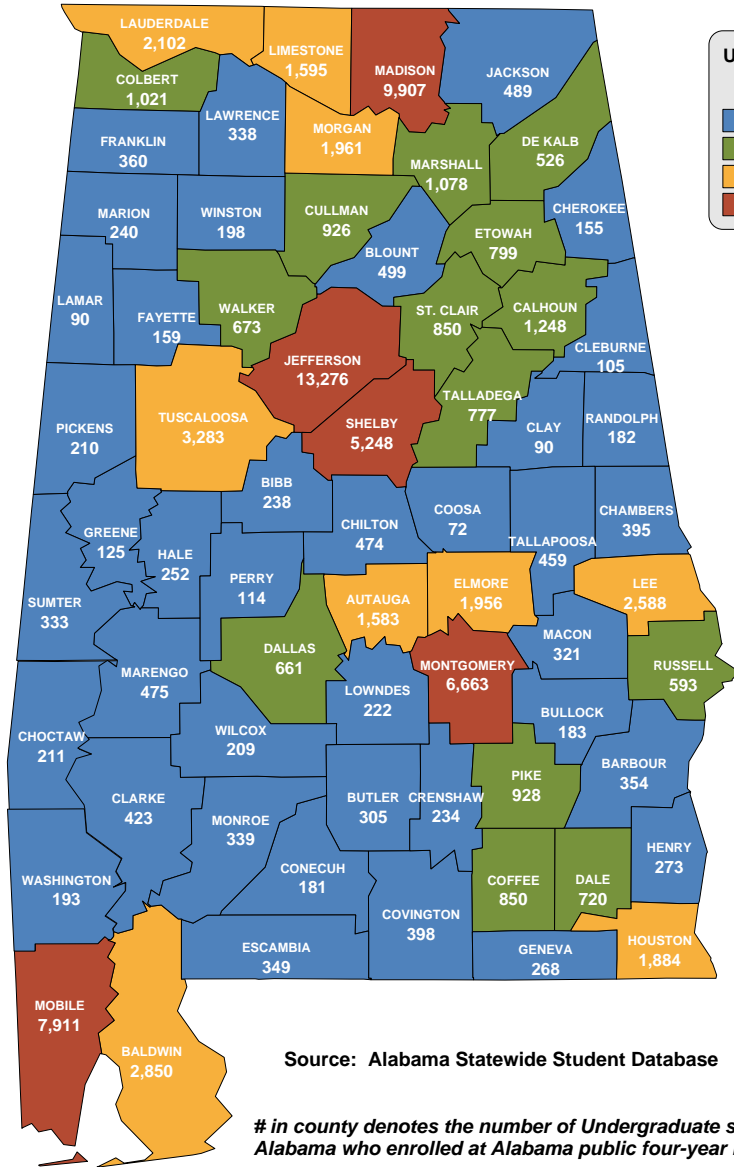 LAUDERDALE
2,102
LIMESTONE
1,595
MADISON
9,907
JACKSON
489
COLBERT
1,021
LAWRENCE
338
FRANKLIN
360
MORGAN
1,961
MARSHALL
1,078
DE KALB
526
MARION
240
WINSTON
198
CULLMAN
926
BLOUNT
499
ETOWAH
799
CHEROKEE
155
LAMAR
90
FAYETTE
159
WALKER
673
ST. CLAIR
850
CALHOUN
1,248
CLEBURNE
105
JEFFERSON
13,276
PICKENS
210
TUSCALOOSA
3,283
SHELBY
5,248
TALLADEGA
777
CLAY
90
RANDOLPH
182
BIBB
238
GREENE
125
HALE
252
CHILTON
474
COOSA
72
TALLAPOOSA
459
CHAMBERS
395
SUMTER
333
PERRY
114
AUTAUGA
1,583
ELMORE
1,956
LEE
2,588
MARENGO
475
DALLAS
661
LOWNDES
222
MONTGOMERY
6,663
MACON
321
RUSSELL
593
CHOCTAW
211
WILCOX
209
BULLOCK
183
BARBOUR
354
CLARKE
423
MONROE
339
BUTLER
305
CRENSHAW
234
PIKE
928
WASHINGTON
193
CONECUH
181
COVINGTON
398
COFFEE
850
DALE
720
HENRY
273
ESCAMBIA
349
GENEVA
268
HOUSTON
1,884
MOBILE
7,911
BALDWIN
2,850
Source: Alabama Statewide Student Database
# in county denotes the number of Undergraduate
Alabama who enrolled at Alabama public four-year